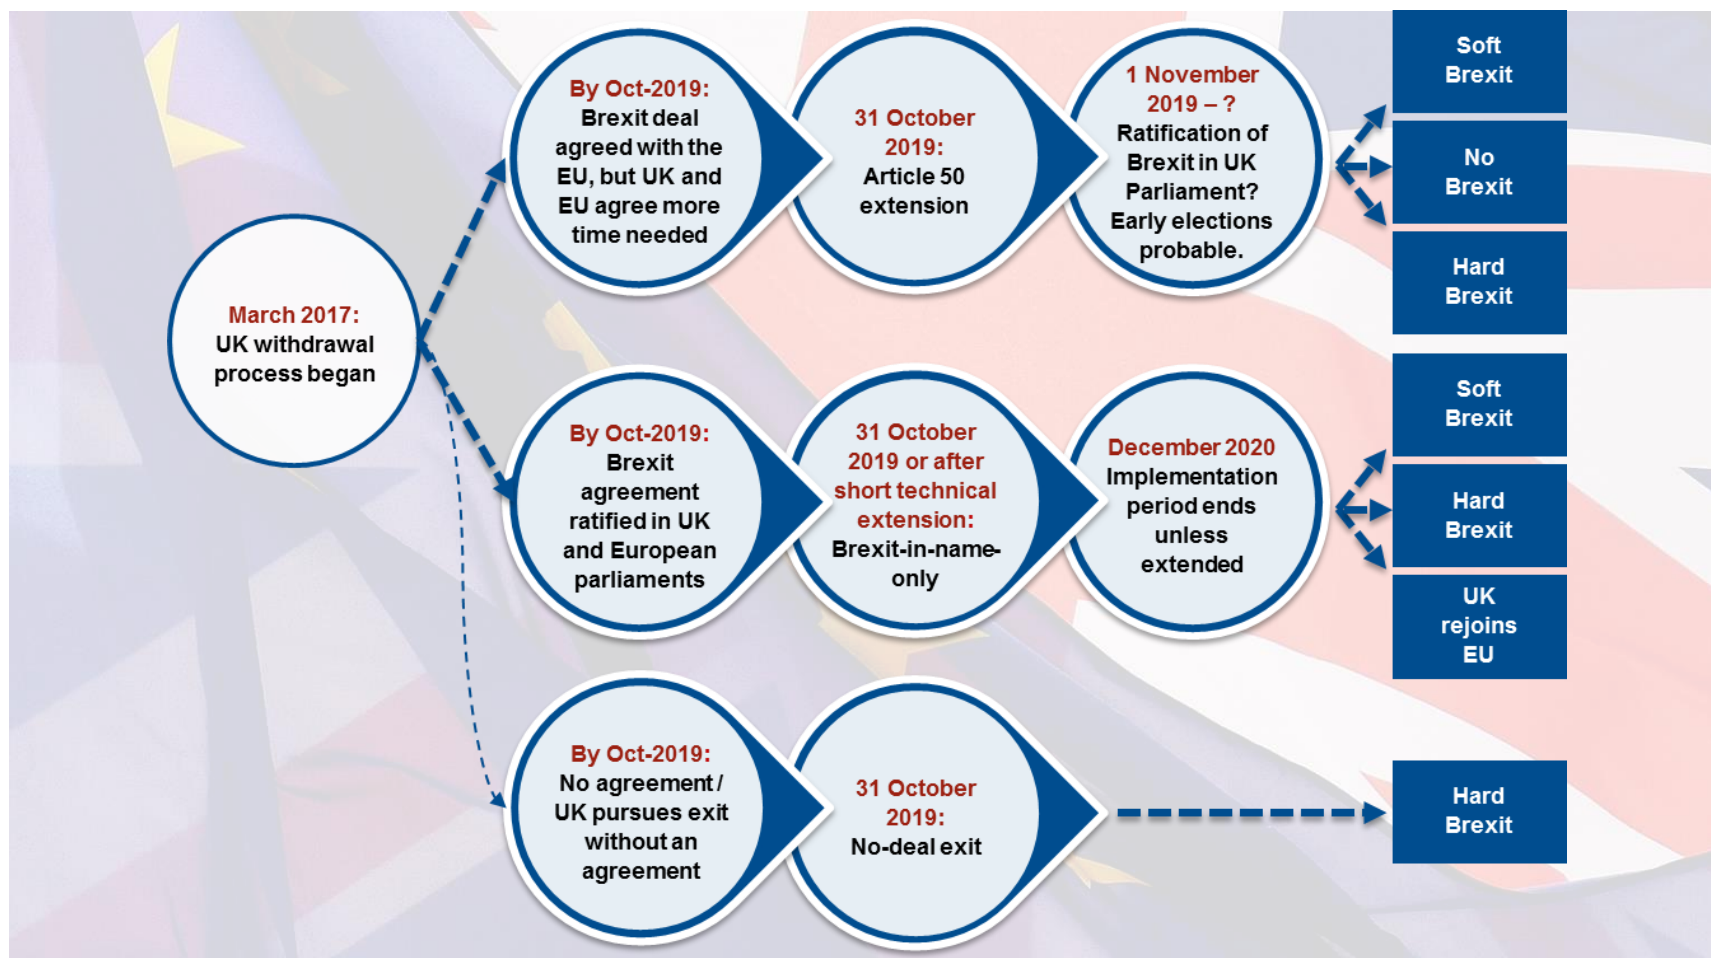 March 2017:
UK withdrawal
process began
By Oct-2019:
Brexit deal
agreed with the
EU, but UK and
EU agree more
time needed
31 October
2019:
Article 50
extension
1 November
2019 – ?
Ratification of
Brexit in UK
Parliament?
Early elections
probable.
Soft
Brexit
No
Brexit
Hard
Brexit
By Oct-2019:
Brexit
agreement
ratified in UK
and European
parliaments
31 October
2019 or after
short technical
extension:
Brexit-in-name-
only
December 2020
Implementation
period ends
unless
extended
Soft
Brexit
Hard
Brexit
UK
rejoins
EU
By Oct-2019:
No agreement /
UK pursues exit
without an
agreement
31 October
2019:
No-deal exit
Hard
Brexit